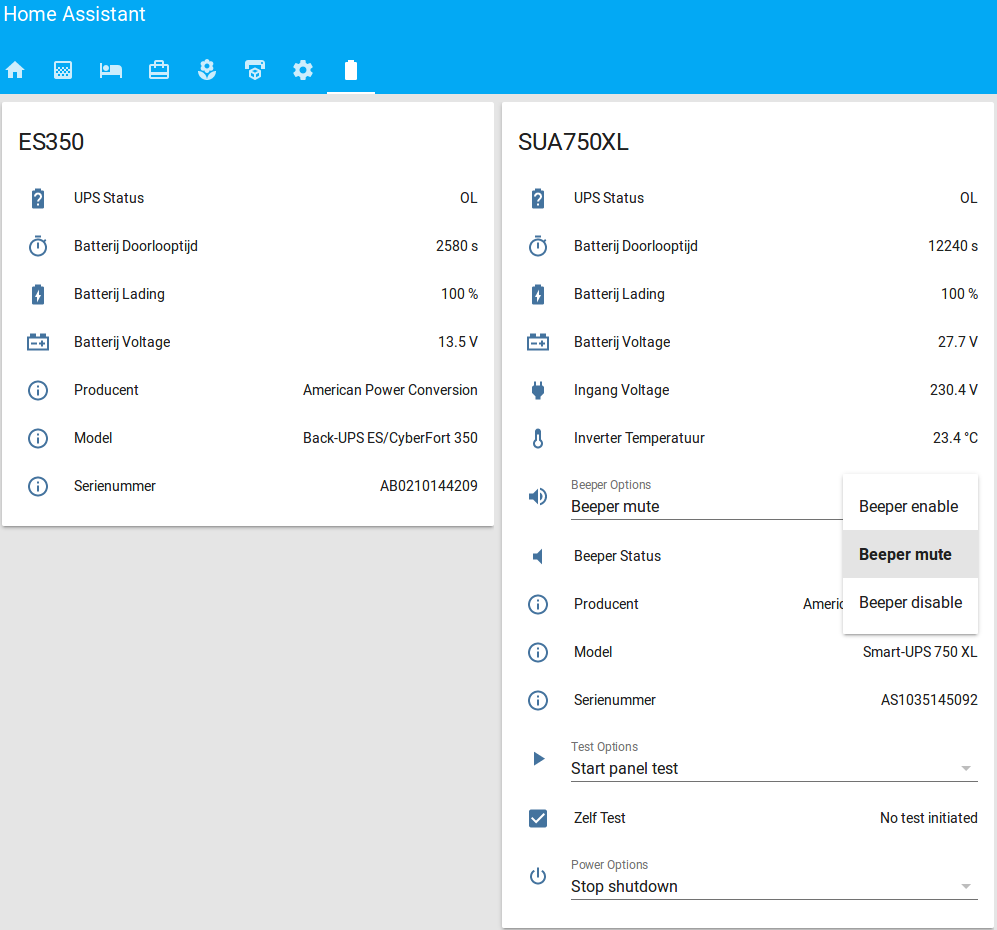 Home Assistant
ES350
UPS Status OL
Batterij Doorlooptijd 2580 s
Batterij Lading 100 %
Batterij Voltage 13.5 V
Producent American Power Conversion
Model Back-UPS ES/CyberFort 350
Serienummer AB0210144209
SUA750XL
UPS Status OL
Batterij Doorlooptijd 12240 s
Batterij Lading 100 %
Batterij Voltage 27.7 V
Ingang Voltage 230.4 V
Inverter Temperatuur 23.4 °C
Beeper Options
Beeper mute
Beeper enable
Beeper mute
Beeper disable
Beeper Status
Producent
Model Smart-UPS 750 XL
Serienummer AS1035145092
Test Options
Start panel test
Zelf Test No test initiated
Power Options
Stop shutdown